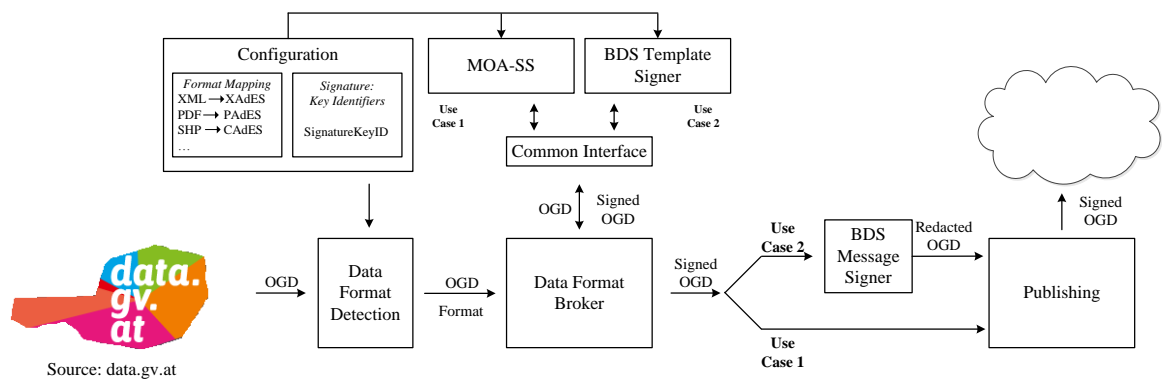 Configuration
Format Mapping
XML → XAdES
PDF → PAdES
SHP → CAdES
…
Signature:
Key Identifiers
SignatureKeyID
MOA-SS
BDS Template
Signer
Use
Case 1
Use
Case 2
Common Interface
OGD
Signed
OGD
data.
gv.
at
Source: data.gv.at
OGD
Data
Format
Detection
OGD
Format
Data Format
Broker
Signed
OGD
Use
Case 2
BDS
Message
Signer
Redacted
OGD
Use
Case 1
Publishing
Signed
OGD